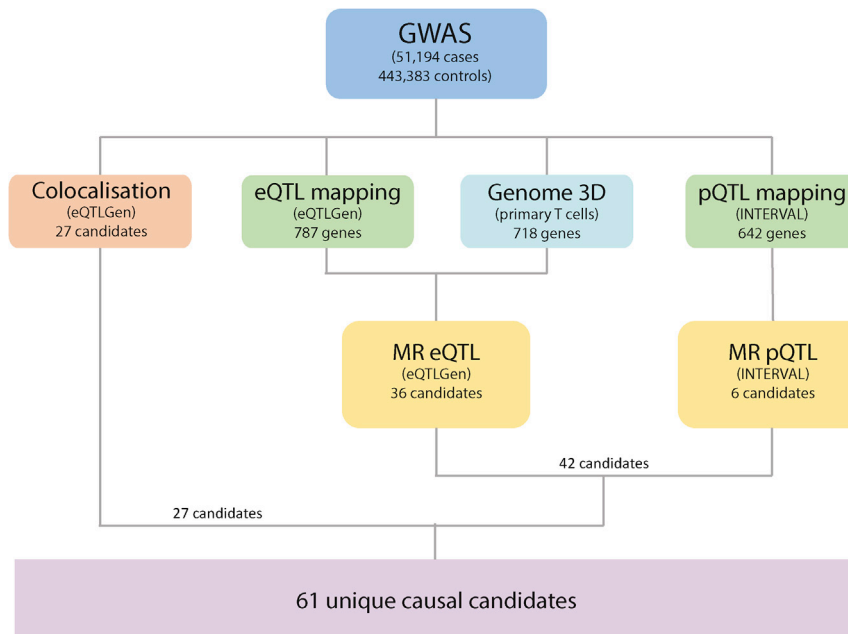 GWAS
(51,194 cases
443,383 controls)
Colocalisation
(eQTLGen)
27 candidates
eQTL mapping
(eQTLGen)
787 genes
Genome 3D
(primary T cells)
718 genes
pQTL mapping
(INTERVAL)
642 genes
MR eQTL
(eQTLGen)
36 candidates
MR pQTL
(INTERVAL)
6 candidates
42 candidates
27 candidates
61 unique causal candidates